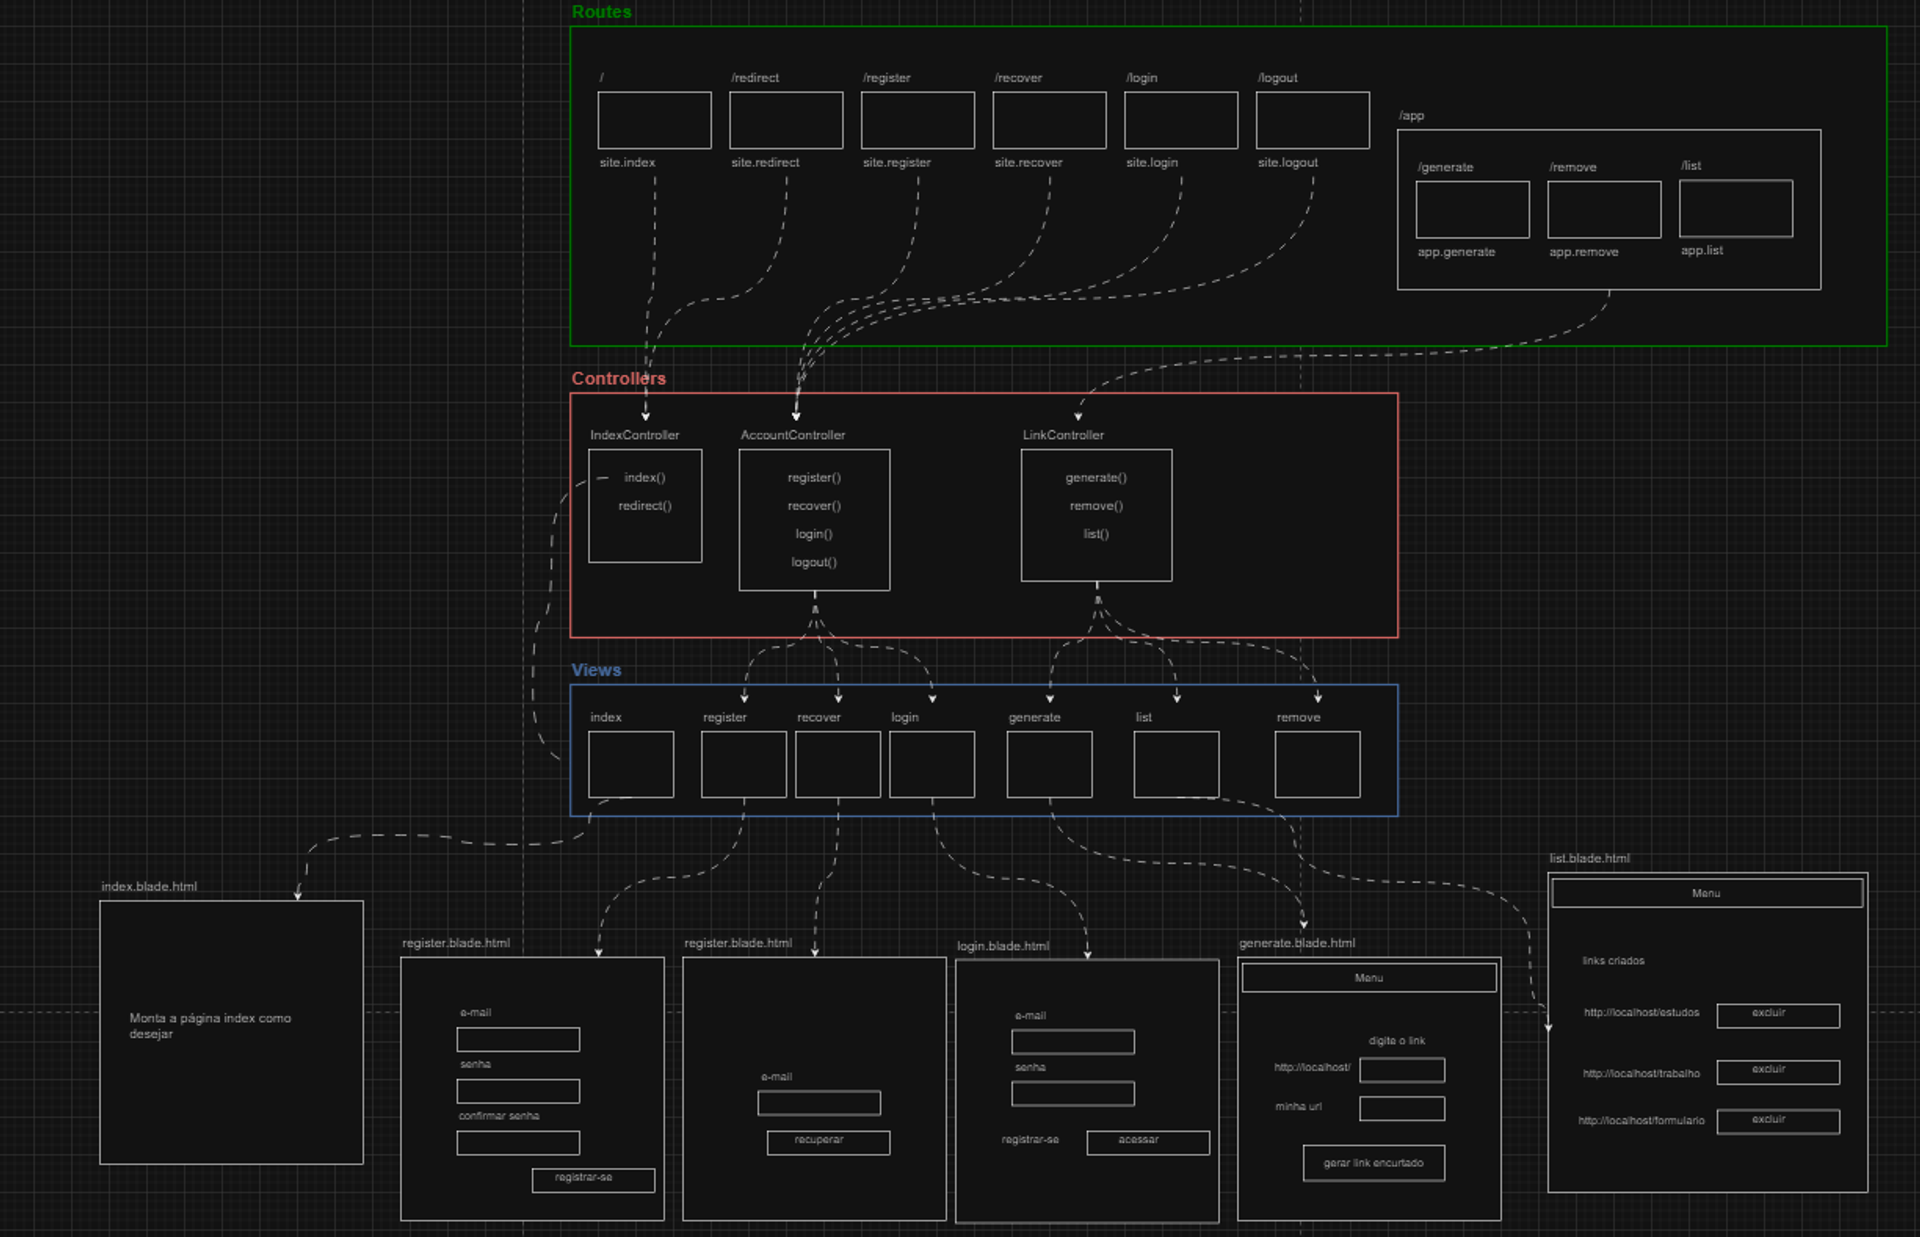 Routes
/
/redirect
/register
/recover
/login
/logout
site.index
site.redirect
site.register
site.recover
site.login
site.logout
/app
/generate
/remove
/list
app.generate
app.remove
app.list
Controllers
IndexController
index()
redirect()
AccountController
register()
recover()
login()
logout()
LinkController
generate()
remove()
list()
Views
index
register
recover
login
generate
list
remove
index.blade.html
Monta a página index como
desejar
register.blade.html
e-mail
senha
confirmar senha
registrar-se
register.blade.html
e-mail
recuperar
login.blade.html
e-mail
senha
registrar-se
acessar
generate.blade.html
Menu
digite o link
http://localhost/
minha url
gerar link encurtado
list.blade.html
Menu
links criados
http://localhost/estudos
excluir
http://localhost/trabalho
excluir
http://localhost/formulario
excluir